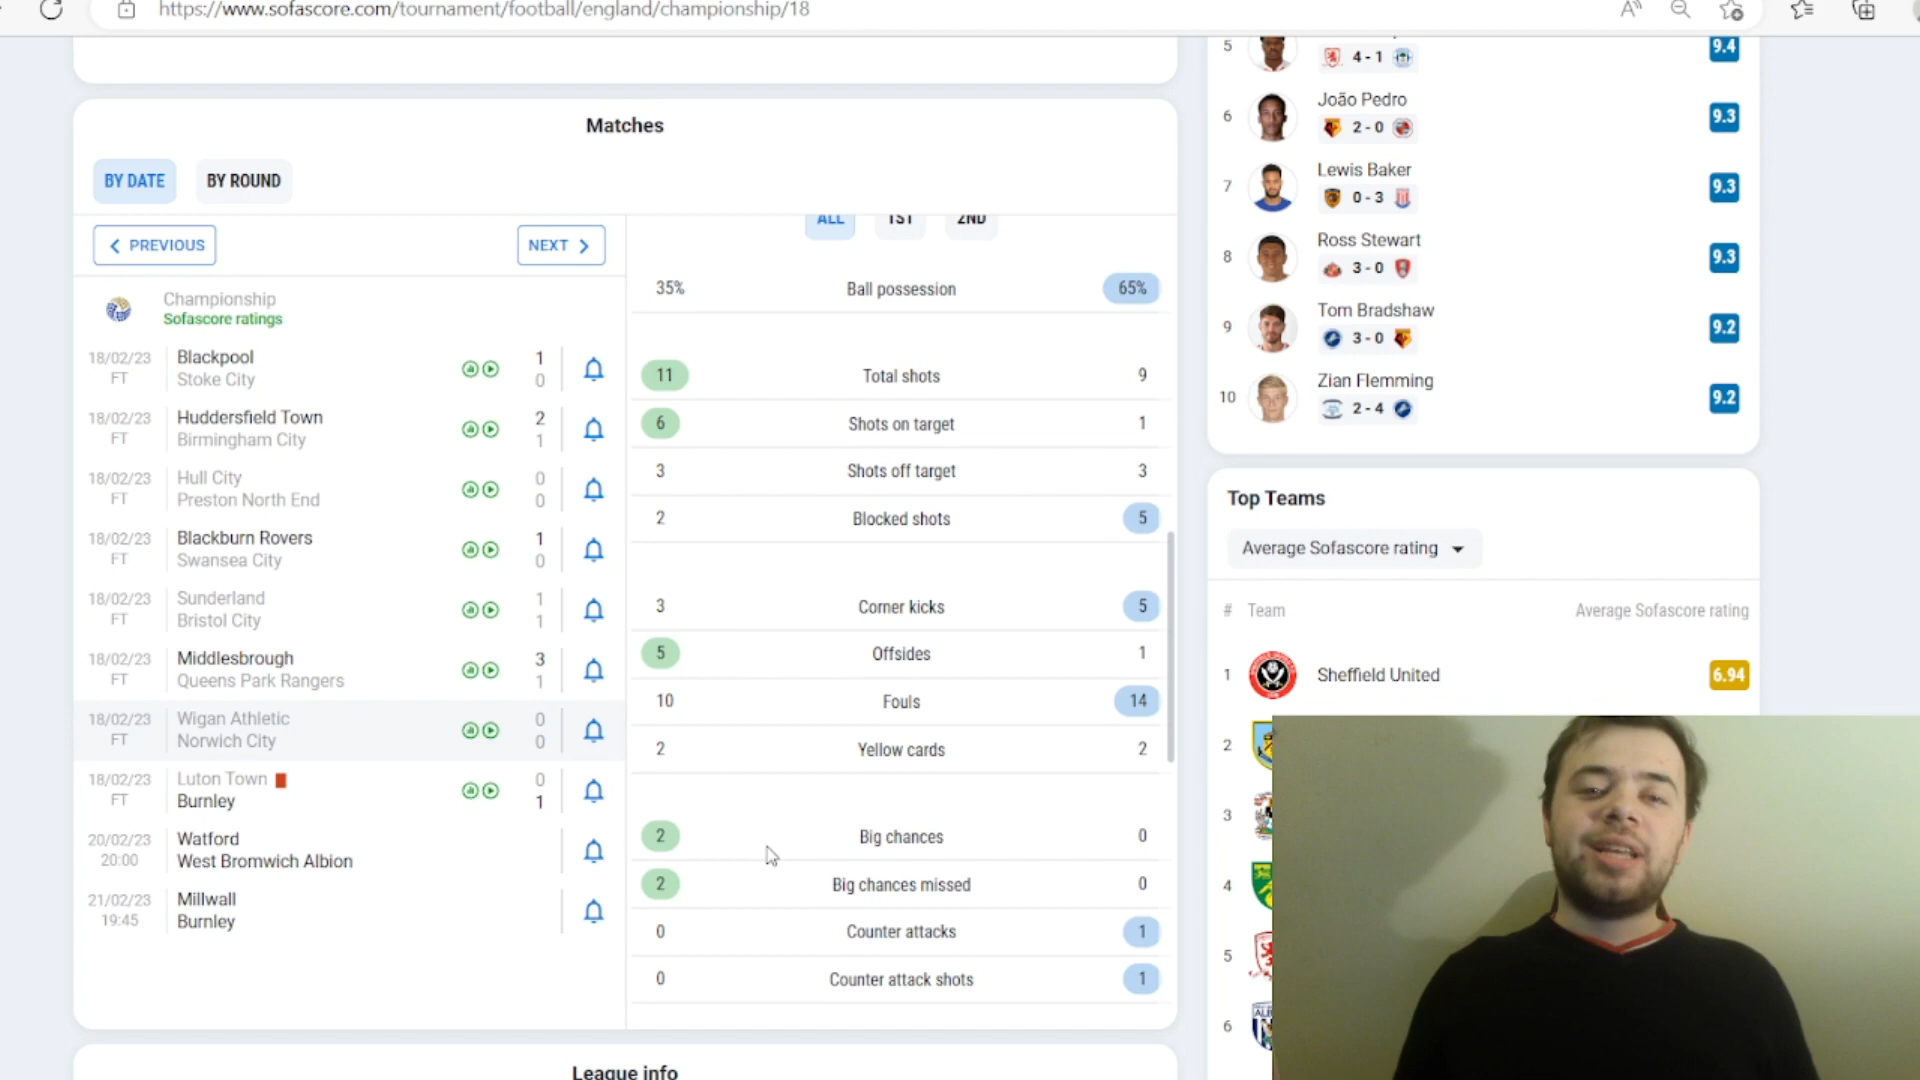 https://www.sofascore.com/tournament/football/england/championship/18
Matches
BY DATE
BY ROUND
PREVIOUS
NEXT
Championship
Sofascore ratings
18/02/23 Blackpool 1
FT Stoke City 0
18/02/23 Huddersfield Town 2
FT Birmingham City 1
18/02/23 Hull City 0
FT Preston North End 0
18/02/23 Blackburn Rovers 1
FT Swansea City 0
18/02/23 Sunderland 1
FT Bristol City 1
18/02/23 Middlesbrough 3
FT Queens Park Rangers 1
18/02/23 Wigan Athletic 0
FT Norwich City 0
18/02/23 Luton Town 0
FT Burnley 1
20/02/23 Watford
20:00 West Bromwich Albion
21/02/23 Millwall
19:45 Burnley
ALL 1ST 2ND
35% Ball possession 65%
11 Total shots 9
6 Shots on target 1
3 Shots off target 3
2 Blocked shots 5
3 Corner kicks 5
5 Offsides 1
10 Fouls 14
2 Yellow cards 2
2 Big chances 0
2 Big chances missed 0
0 Counter attacks 1
0 Counter attack shots 1
League info
5 4 - 1 9.4
João Pedro
6 2 - 0 9.3
Lewis Baker
7 0 - 3 9.3
Ross Stewart
8 3 - 0 9.3
Tom Bradshaw
9 3 - 0 9.2
Zian Flemming
10 2 - 4 9.2
Top Teams
Average Sofascore rating
# Team Average Sofascore rating
1 Sheffield United 6.94
2
3
4
5
6